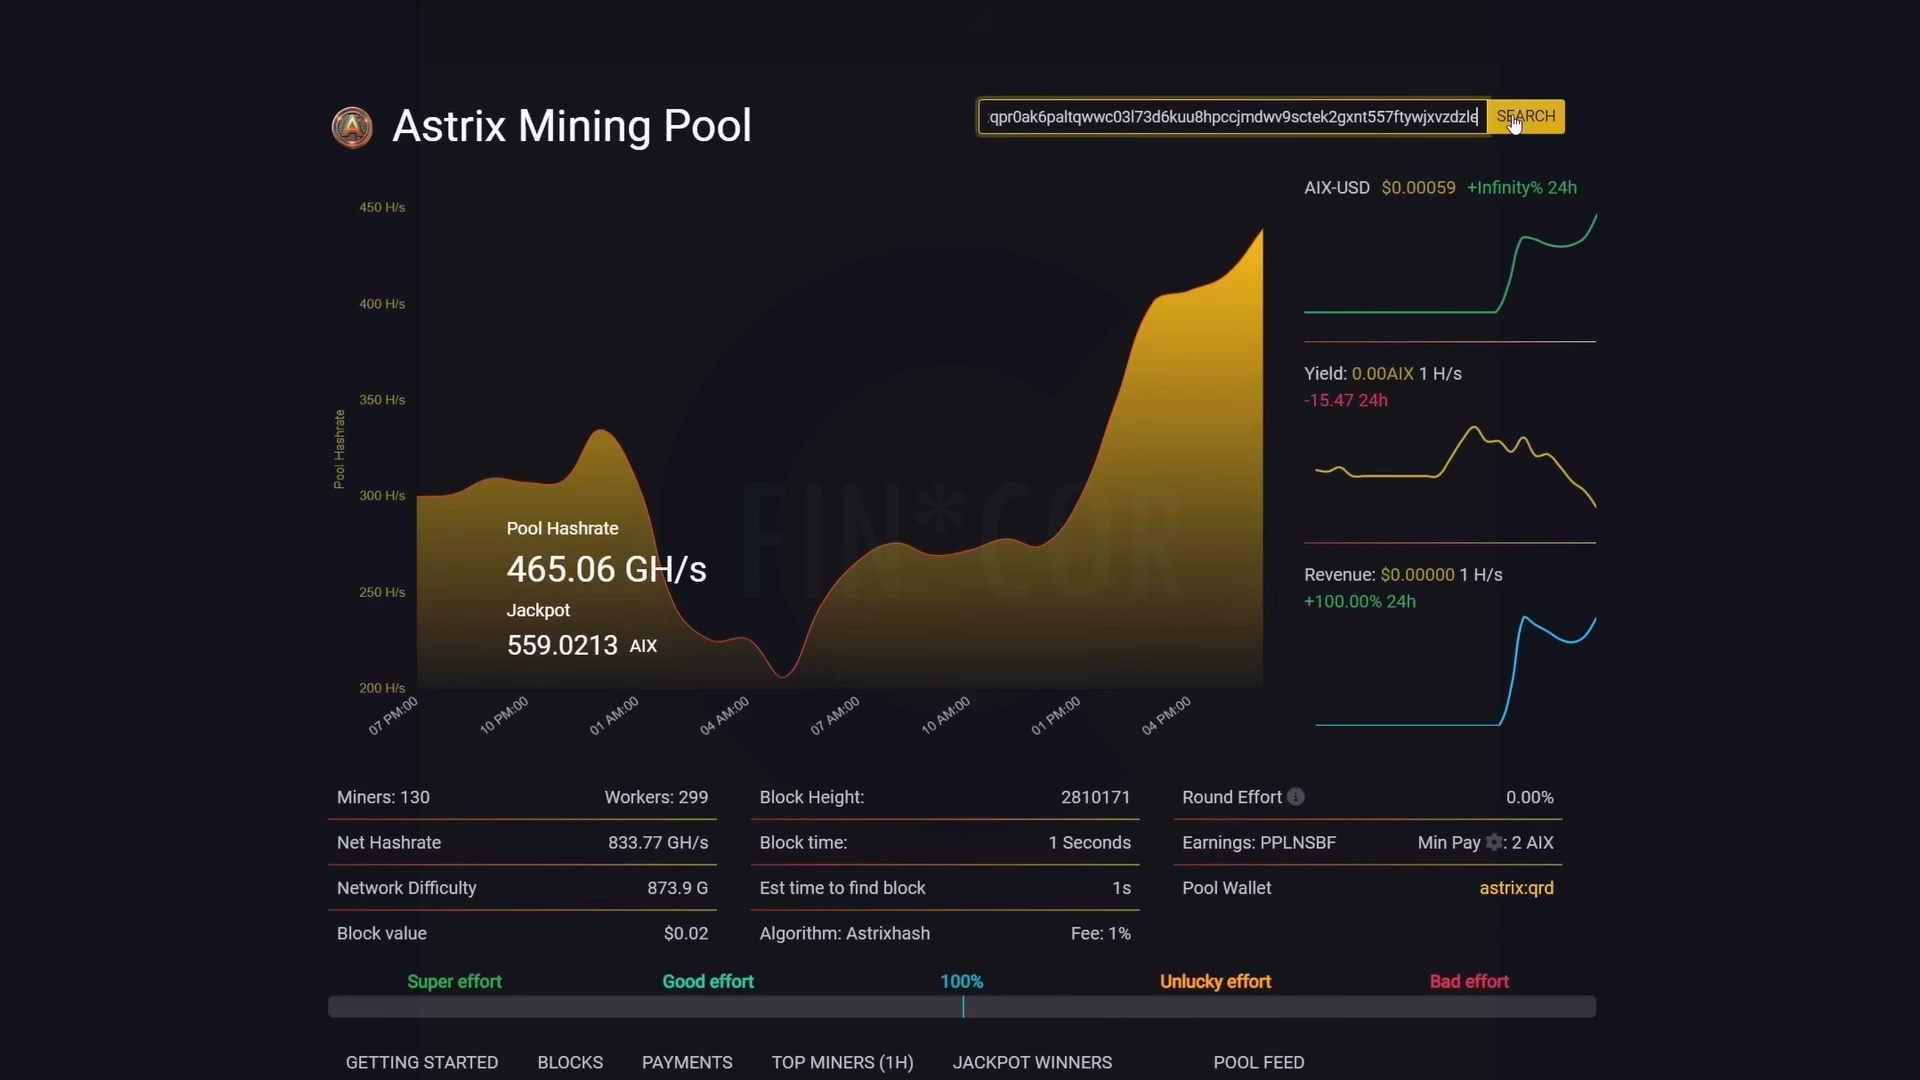 Astrix Mining Pool
:qpr0ak6paltqwwc03l73d6kuu8hpccjmdwv9sctek2gxnt557ftywjxvzdzle
SEARCH
AIX-USD $0.00059 +Infinity% 24h
450 H/s
400 H/s
350 H/s
300 H/s
250 H/s
200 H/s
Pool Hashrate
Pool Hashrate
465.06 GH/s
Jackpot
559.0213 AIX
FIN*COR
07 PM:00
10 PM:00
01 AM:00
04 AM:00
07 AM:00
10 AM:00
01 PM:00
04 PM:00
Yield: 0.00AIX 1 H/s
-15.47 24h
Revenue: $0.00000 1 H/s
+100.00% 24h
Miners: 130 Workers: 299
Net Hashrate 833.77 GH/s
Network Difficulty 873.9 G
Block value $0.02
Block Height: 2810171
Block time: 1 Seconds
Est time to find block 1s
Algorithm: Astrixhash Fee: 1%
Round Effort 0.00%
Earnings: PPLNSBF Min Pay : 2 AIX
Pool Wallet astrix:qrd
Super effort Good effort 100% Unlucky effort Bad effort
GETTING STARTED BLOCKS PAYMENTS TOP MINERS (1H) JACKPOT WINNERS POOL FEED